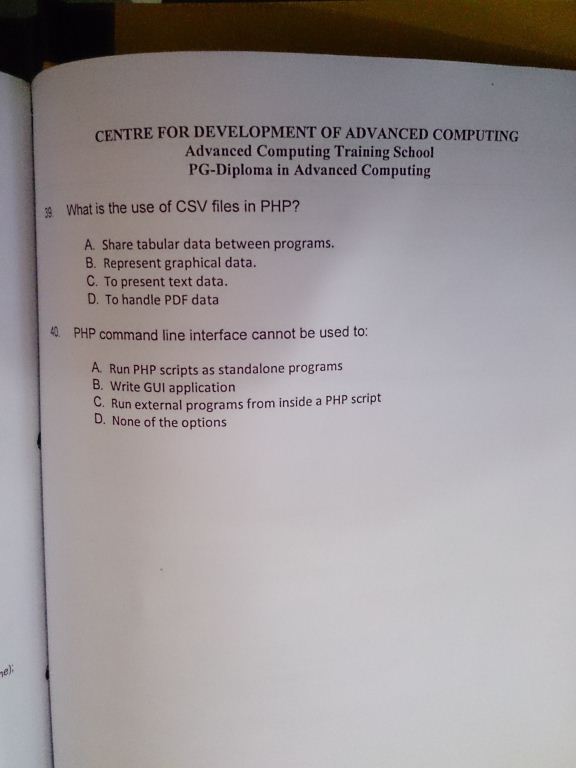 CENTRE FOR DEVELOPMENT OF ADVANCED COMPUTING
Advanced Computing Training School
PG-Diploma in Advanced Computing
39. What is the use of CSV files in PHP?
A. Share tabular data between programs.
B. Represent graphical data.
C. To present text data.
D. To handle PDF data
40. PHP command line interface cannot be used to:
A. Run PHP scripts as standalone programs
B. Write GUI application
C. Run external programs from inside a PHP script
D. None of the options